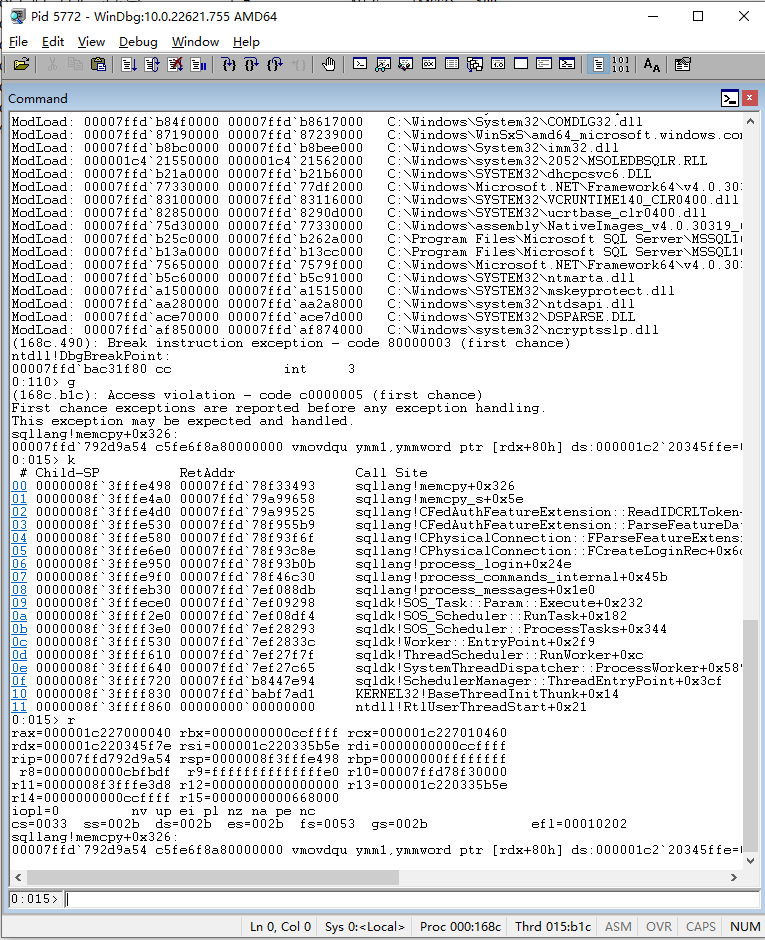 Pid 5772 - WinDbg:10.0.22621.755 AMD64
File Edit View Debug Window Help
Command
ModLoad: 00007ffd`b84f0000 00007ffd`b8617000 C:\Windows\System32\COMDLG32.dll
ModLoad: 00007ffd`87190000 00007ffd`87239000 C:\Windows\WinSxS\amd64_microsoft.windows.com
ModLoad: 00007ffd`b8bc0000 00007ffd`b8bee000 C:\Windows\System32\imm32.dll
ModLoad: 000001c4`21550000 000001c4`21562000 C:\Windows\system32\2052\MSOLEDBSQLR.RLL
ModLoad: 00007ffd`b21a0000 00007ffd`b21b6000 C:\Windows\SYSTEM32\dhcpcsvc6.DLL
ModLoad: 00007ffd`77330000 00007ffd`77df2000 C:\Windows\Microsoft.NET\Framework64\v4.0.303
ModLoad: 00007ffd`83100000 00007ffd`83116000 C:\Windows\SYSTEM32\VCRUNTIME140_CLR0400.dll
ModLoad: 00007ffd`82850000 00007ffd`8290d000 C:\Windows\SYSTEM32\ucrtbase_clr0400.dll
ModLoad: 00007ffd`75d30000 00007ffd`77330000 C:\Windows\assembly\NativeImages_v4.0.30319_
ModLoad: 00007ffd`b25c0000 00007ffd`b262a000 C:\Program Files\Microsoft SQL Server\MSSQL1
ModLoad: 00007ffd`b13a0000 00007ffd`b13cc000 C:\Program Files\Microsoft SQL Server\MSSQL1
ModLoad: 00007ffd`75650000 00007ffd`7579f000 C:\Windows\Microsoft.NET\Framework64\v4.0.303
ModLoad: 00007ffd`b5c60000 00007ffd`b5c91000 C:\Windows\SYSTEM32\ntmarta.dll
ModLoad: 00007ffd`a1500000 00007ffd`a1515000 C:\Windows\SYSTEM32\mskeyprotect.dll
ModLoad: 00007ffd`aa280000 00007ffd`aa2a8000 C:\Windows\system32\ntdsapi.dll
ModLoad: 00007ffd`ace70000 00007ffd`ace7d000 C:\Windows\SYSTEM32\DSPARSE.DLL
ModLoad: 00007ffd`af850000 00007ffd`af874000 C:\Windows\system32\ncryptsslp.dll
(168c.490): Break instruction exception - code 80000003 (first chance)
ntdll!DbgBreakPoint:
00007ffd`bac31f80 cc int 3
0:110> g
(168c.b1c): Access violation - code c0000005 (first chance)
First chance exceptions are reported before any exception handling.
This exception may be expected and handled.
sqllang!memcpy+0x326:
00007ffd`792d9a54 c5fe6f8a80000000 vmovdqu ymm1,ymmword ptr [rdx+80h] ds:000001c2`20345ffe=
0:015> k
# Child-SP RetAddr Call Site
00 0000008f`3fffe498 00007ffd`78f33493 sqllang!memcpy+0x326
01 0000008f`3fffe4a0 00007ffd`79a99658 sqllang!memcpy_s+0x5e
02 0000008f`3fffe4d0 00007ffd`79a99525 sqllang!CFedAuthFeatureExtension::ReadIDCRLToken
03 0000008f`3fffe530 00007ffd`78f955b9 sqllang!CFedAuthFeatureExtension::ParseFeatureDa
04 0000008f`3fffe580 00007ffd`78f93f6f sqllang!CPhysicalConnection::FParseFeatureExtens
05 0000008f`3fffe6e0 00007ffd`78f93c8e sqllang!CPhysicalConnection::FCreateLoginRec+0x6
06 0000008f`3fffe950 00007ffd`78f93b0b sqllang!process_login+0x24e
07 0000008f`3fffe9f0 00007ffd`78f46c30 sqllang!process_commands_internal+0x45b
08 0000008f`3fffeb30 00007ffd`7ef088db sqllang!process_messages+0x1e0
09 0000008f`3fffece0 00007ffd`7ef09298 sqldk!SOS_Task::Param::Execute+0x232
0a 0000008f`3ffff2e0 00007ffd`7ef08df4 sqldk!SOS_Scheduler::RunTask+0x182
0b 0000008f`3ffff3e0 00007ffd`7ef28293 sqldk!SOS_Scheduler::ProcessTasks+0x344
0c 0000008f`3ffff530 00007ffd`7ef2833c sqldk!Worker::EntryPoint+0x2f9
0d 0000008f`3ffff610 00007ffd`7ef27f7f sqldk!ThreadScheduler::RunWorker+0xc
0e 0000008f`3ffff640 00007ffd`7ef27c65 sqldk!SystemThreadDispatcher::ProcessWorker+0x58
0f 0000008f`3ffff720 00007ffd`b8447e94 sqldk!SchedulerManager::ThreadEntryPoint+0x3cf
10 0000008f`3ffff830 00007ffd`babf7ad1 KERNEL32!BaseThreadInitThunk+0x14
11 0000008f`3ffff860 00000000`00000000 ntdll!RtlUserThreadStart+0x21
0:015> r
rax=000001c227000040 rbx=0000000000ccffff rcx=000001c227010460
rdx=000001c220345f7e rsi=000001c220335b5e rdi=0000000000ccffff
rip=00007ffd792d9a54 rsp=0000008f3fffe498 rbp=00000000ffffffff
r8=0000000000cbfbdf r9=ffffffffffffffe0 r10=00007ffd78f30000
r11=0000008f3fffe3d8 r12=0000000000000000 r13=000001c220335b5e
r14=0000000000ccffff r15=0000000000668000
iopl=0 nv up ei pl nz na pe nc
cs=0033 ss=002b ds=002b es=002b fs=0053 gs=002b efl=00010202
sqllang!memcpy+0x326:
00007ffd`792d9a54 c5fe6f8a80000000 vmovdqu ymm1,ymmword ptr [rdx+80h] ds:000001c2`20345ffe=
0:015>
Ln 0, Col 0 Sys 0:<Local> Proc 000:168c Thrd 015:b1c ASM OVR CAPS NUM